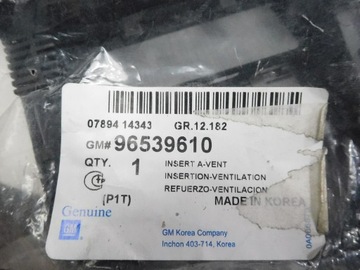 07894 14343 GR.12.182
GM# 96539610
QTY. 1 INSERT A-VENT
INSERTION-VENTILATION
REFUERZO-VENTILACION
(P1T) MADE IN KOREA
Genuine
GM
GM Korea Company
Inchon 403-714, Korea